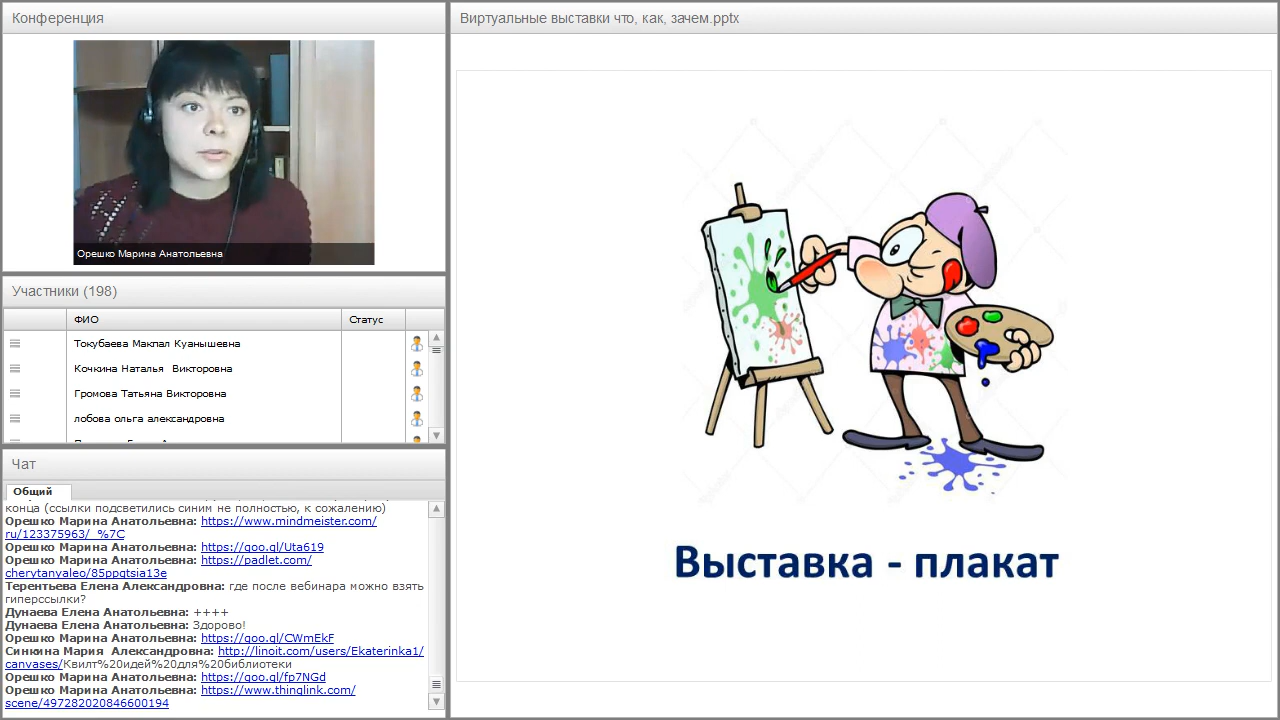 Конференция
Орешко Марина Анатольевна
Участники (198)
ФИО Статус
Токубаева Макпал Куанышевна
Кочкина Наталья Викторовна
Громова Татьяна Викторовна
лобова ольга александровна
Чат
Общий
конца (ссылки подсветились синим не полностью, к сожалению)
Орешко Марина Анатольевна: https://www.mindmeister.com/
ru/123375963/_%7C
Орешко Марина Анатольевна: https://goo.gl/Uta619
Орешко Марина Анатольевна: https://padlet.com/
cherytanyaleo/85ppgtsia13e
Терентьева Елена Александровна: где после вебинара можно взять
гиперссылки?
Дунаева Елена Анатольевна: ++++
Дунаева Елена Анатольевна: Здорово!
Орешко Марина Анатольевна: https://goo.gl/CWmEkF
Синкина Мария Александровна: http://linoit.com/users/Ekaterinka1/
canvases/Квилт%20идей%20для%20библиотеки
Орешко Марина Анатольевна: https://goo.gl/fp7NGd
Орешко Марина Анатольевна: https://www.thinglink.com/
scene/497282020846600194
Виртуальные выставки что, как, зачем.pptx
Выставка - плакат